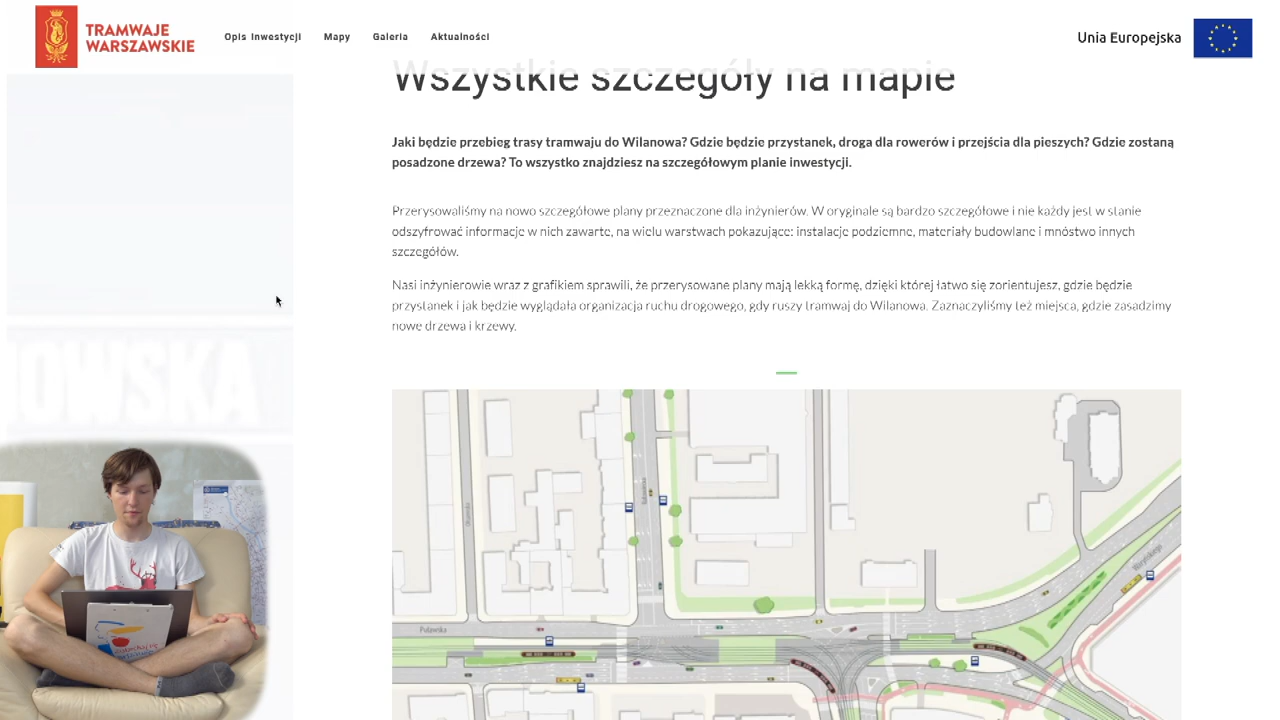 TRAMWAJE
WARSZAWSKIE
Opis Inwestycji Mapy Galeria Aktualności
Unia Europejska
Wszystkie szczegóły na mapie
Jaki będzie przebieg trasy tramwaju do Wilanowa? Gdzie będzie przystanek, droga dla rowerów i przejścia dla pieszych? Gdzie zostaną
posadzone drzewa? To wszystko znajdziesz na szczegółowym planie inwestycji.
Przerysowaliśmy na nowo szczegółowe plany przeznaczone dla inżynierów. W oryginale są bardzo szczegółowe i nie każdy jest w stanie
odszyfrować informacje w nich zawarte, na wielu warstwach pokazujące: instalacje podziemne, materiały budowlane i mnóstwo innych
szczegółów.
Nasi inżynierowie wraz z grafikiem sprawili, że przerysowane plany mają lekką formę, dzięki której łatwo się zorientujesz, gdzie będzie
przystanek i jak będzie wyglądała organizacja ruchu drogowego, gdy ruszy tramwaj do Wilanowa. Zaznaczyliśmy też miejsca, gdzie zasadzimy
nowe drzewa i krzewy.
OWSKA
Puławska
Waryńskiego